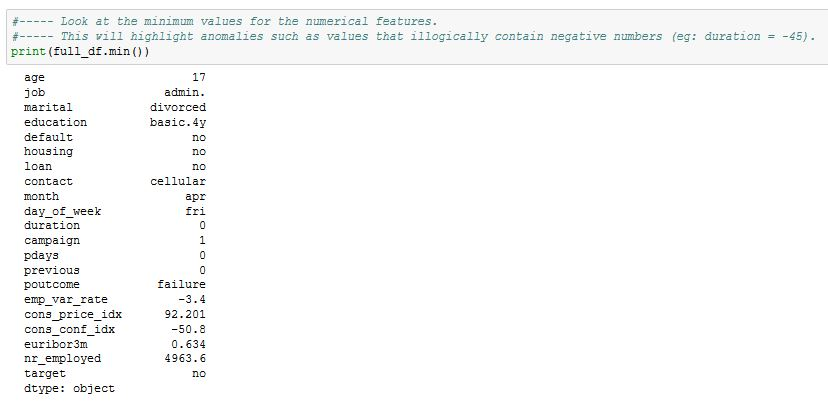 #----- Look at the minimum values for the numerical features.
#----- This will highlight anomalies such as values that illogically contain negative numbers (eg: duration = -45).
print(full_df.min())
age 17
job admin.
marital divorced
education basic.4y
default no
housing no
loan no
contact cellular
month apr
day_of_week fri
duration 0
campaign 1
pdays 0
previous 0
poutcome failure
emp_var_rate -3.4
cons_price_idx 92.201
cons_conf_idx -50.8
euribor3m 0.634
nr_employed 4963.6
target no
dtype: object